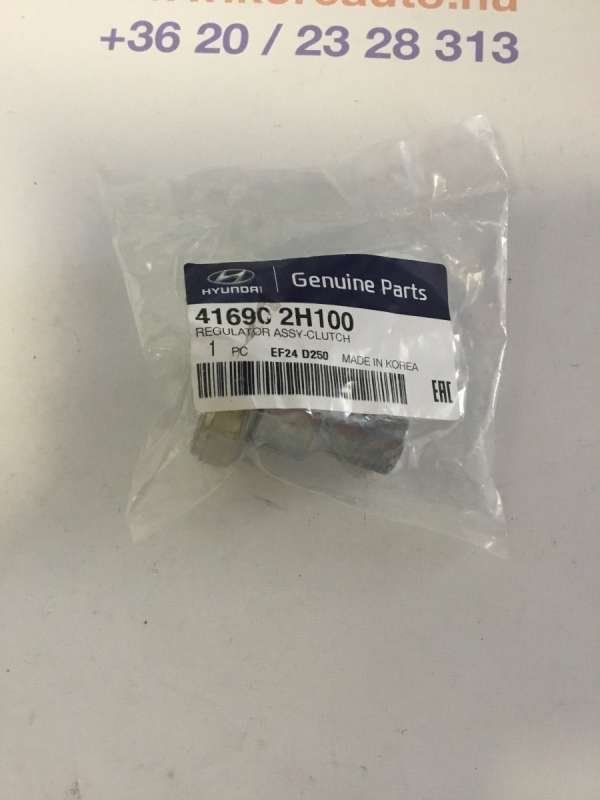 +36 20 / 23 28 313
HYUNDAI
Genuine Parts
41690 2H100
REGULATOR ASSY-CLUTCH
1 PC EF24 D250 MADE IN KOREA
EAC